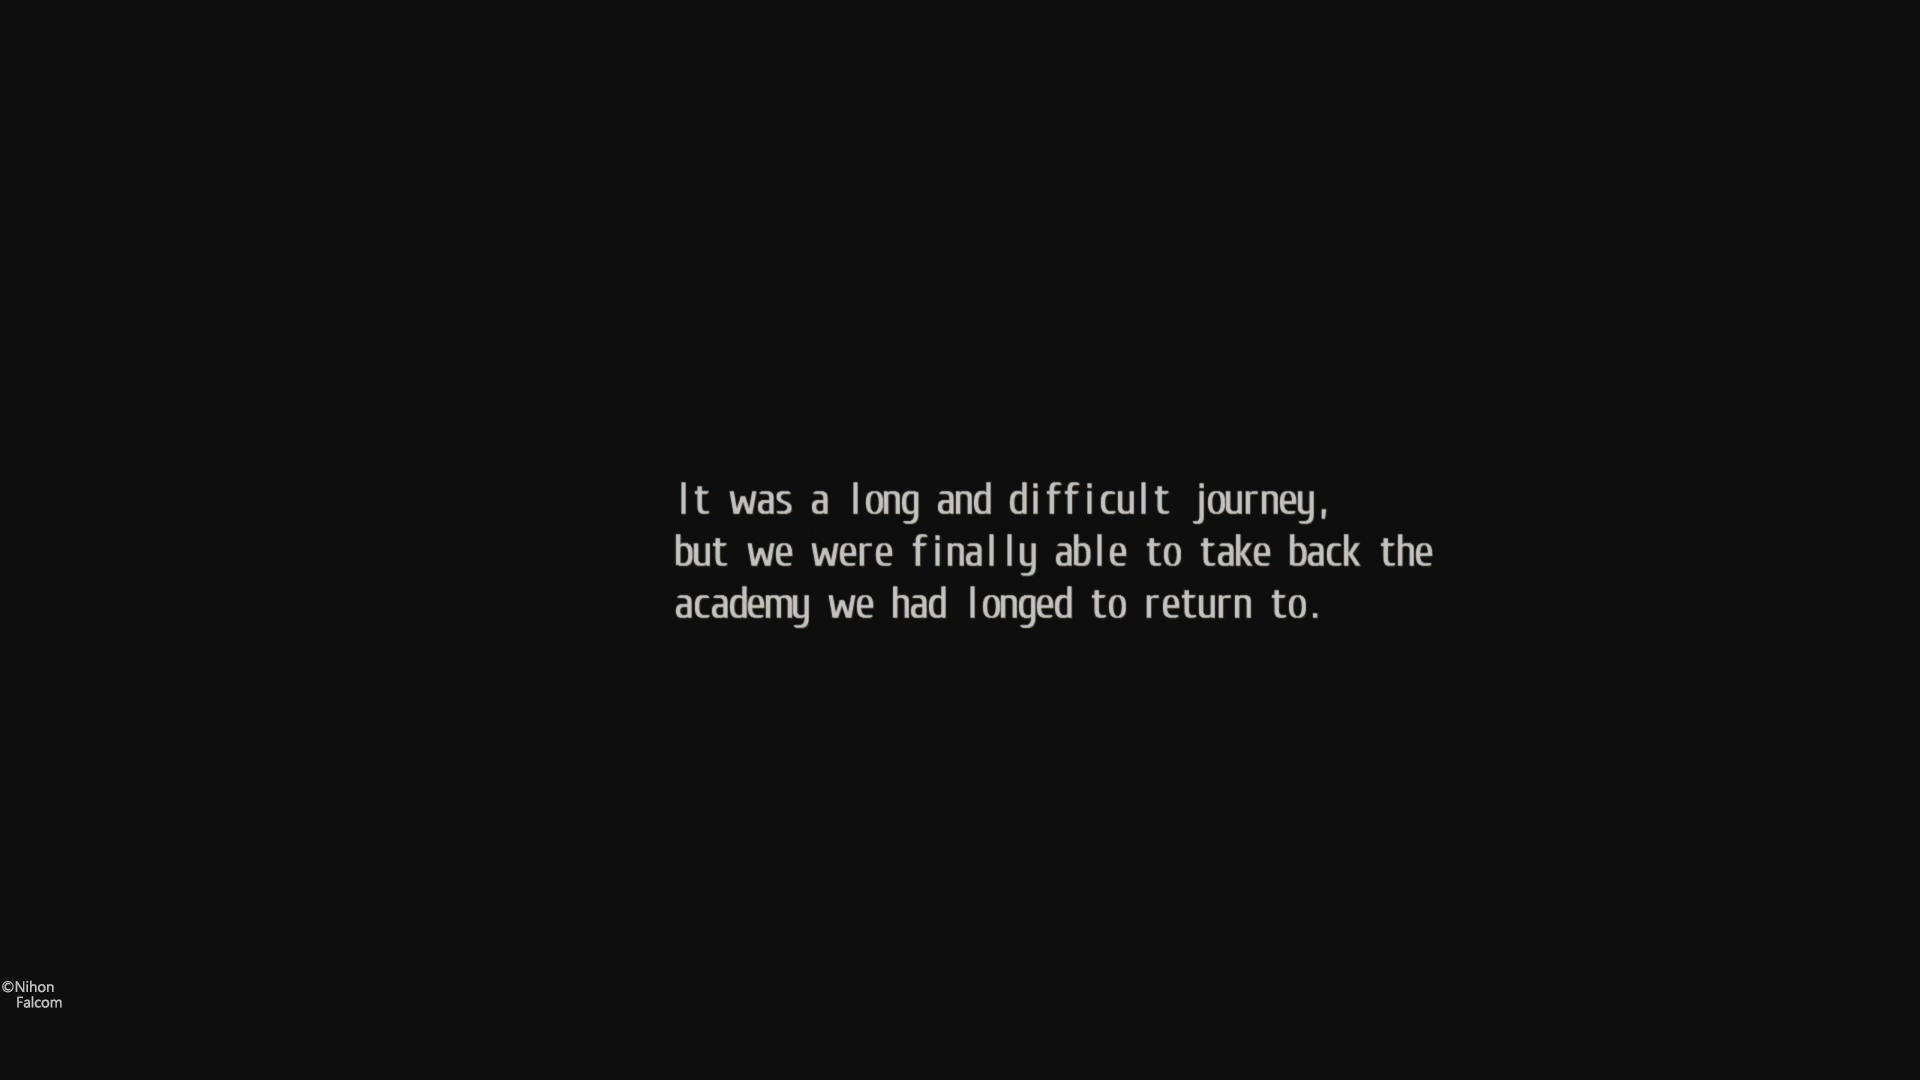 It was a long and difficult journey,
but we were finally able to take back the
academy we had longed to return to.
©Nihon
Falcom